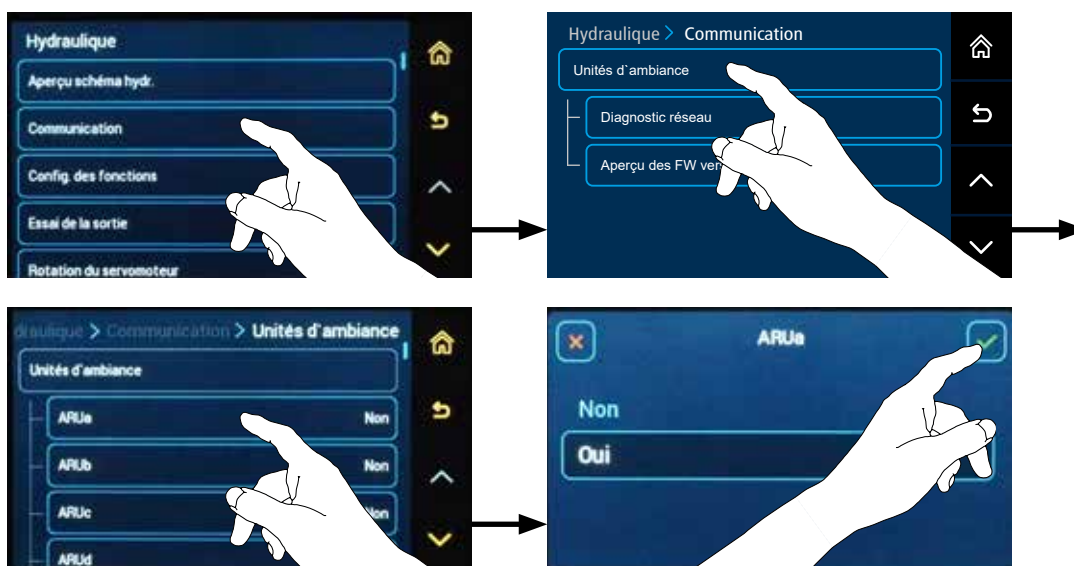 Hydraulique
Aperçu schéma hydr.
Communication
Config. des fonctions
Essai de la sortie
Rotation du servomoteur
Hydraulique > Communication
Unités d`ambiance
Diagnostic réseau
Aperçu des FW ver
draulique > Communication > Unités d'ambiance
Unités d'ambiance
ARUa Non
ARUb Non
ARUc Non
ARUd
ARUa
Non
Oui